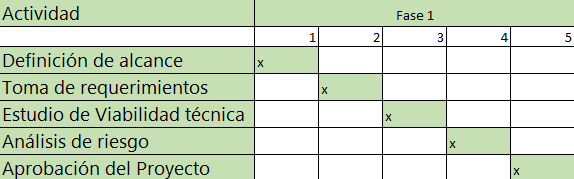 Actividad Fase 1
1 2 3 4 5
Definición de alcance x
Toma de requerimientos x
Estudio de Viabilidad técnica x
Análisis de riesgo x
Aprobación del Proyecto x